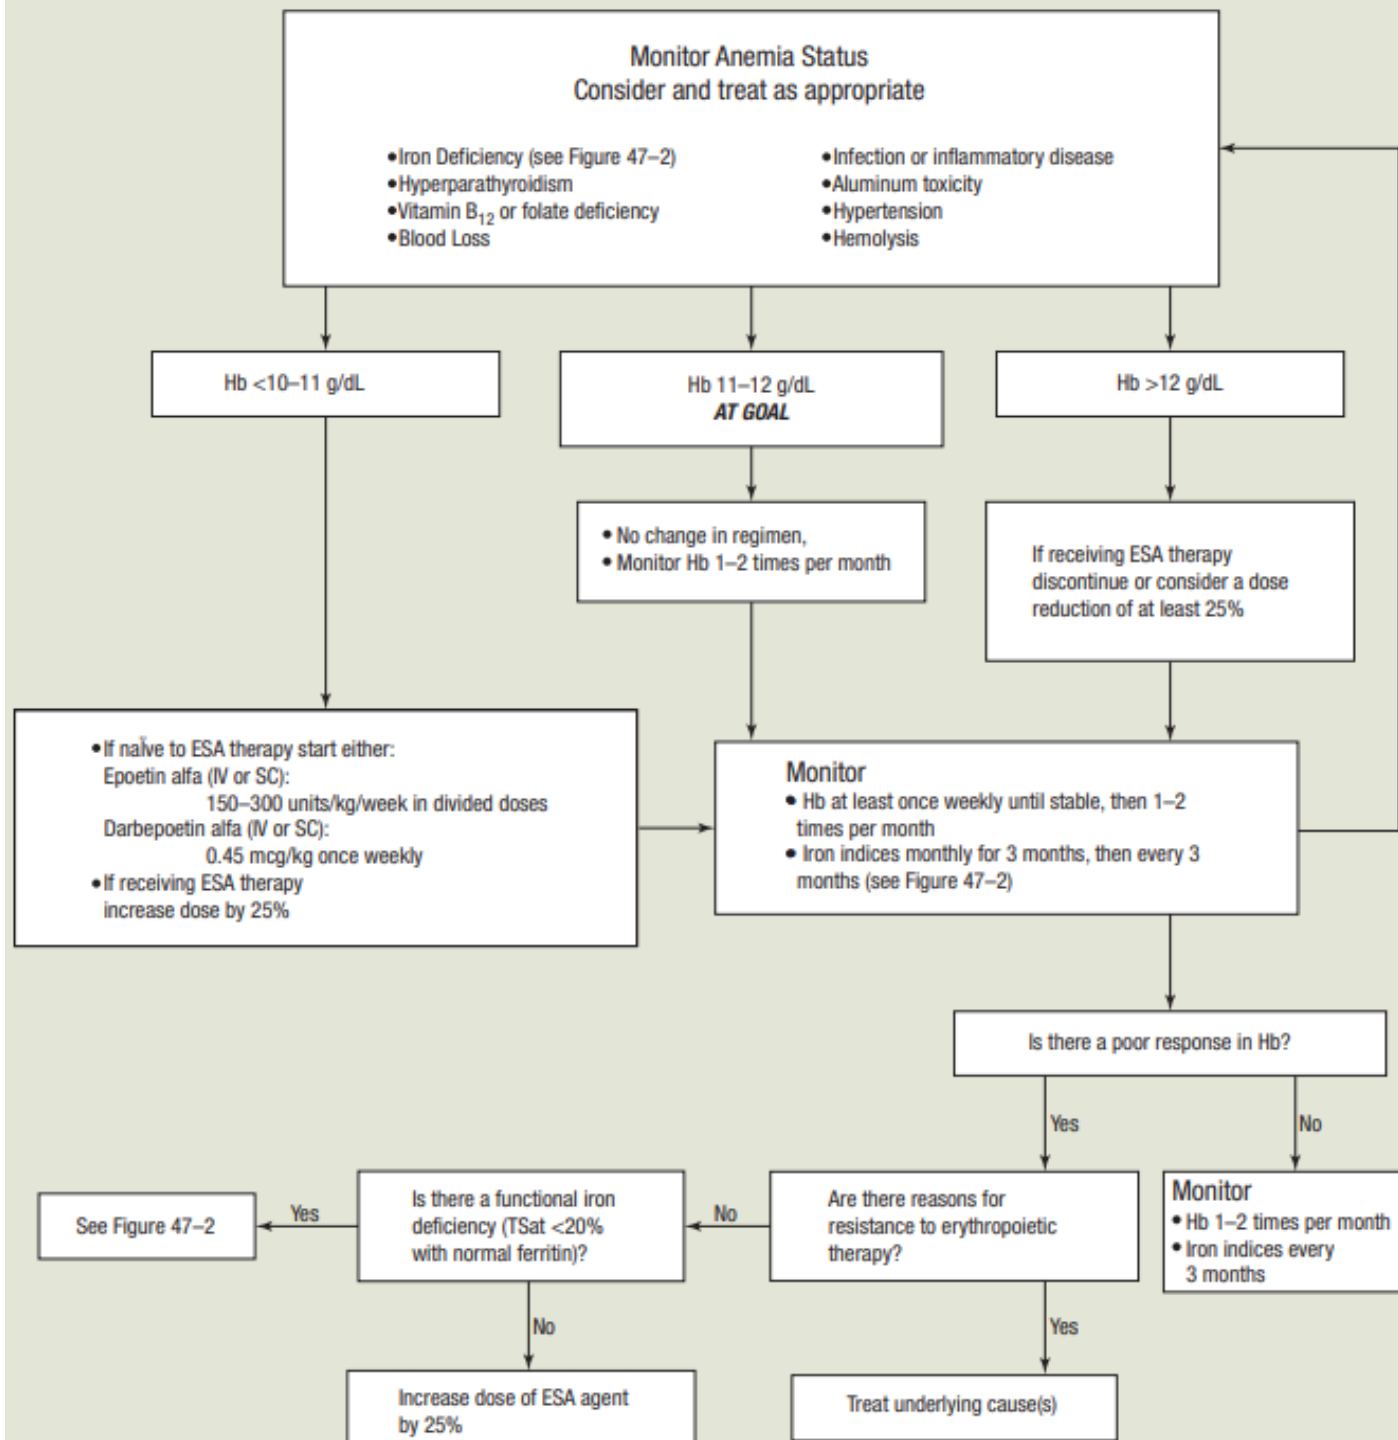 Monitor Anemia Status
Consider and treat as appropriate
•Iron Deficiency (see Figure 47–2)
•Hyperparathyroidism
•Vitamin B12 or folate deficiency
•Blood Loss
•Infection or inflammatory disease
•Aluminum toxicity
•Hypertension
•Hemolysis
Hb <10–11 g/dL
Hb 11–12 g/dL
AT GOAL
Hb >12 g/dL
• No change in regimen,
• Monitor Hb 1–2 times per month
If receiving ESA therapy
discontinue or consider a dose
reduction of at least 25%
•If naïve to ESA therapy start either:
Epoetin alfa (IV or SC):
150–300 units/kg/week in divided doses
Darbepoetin alfa (IV or SC):
0.45 mcg/kg once weekly
•If receiving ESA therapy
increase dose by 25%
Monitor
• Hb at least once weekly until stable, then 1–2
times per month
• Iron indices monthly for 3 months, then every 3
months (see Figure 47–2)
Is there a poor response in Hb?
Yes
No
See Figure 47–2
Yes
Is there a functional iron
deficiency (TSat <20%
with normal ferritin)?
No
Are there reasons for
resistance to erythropoietic
therapy?
Monitor
• Hb 1–2 times per month
• Iron indices every
3 months
No
Yes
Increase dose of ESA agent
by 25%
Treat underlying cause(s)